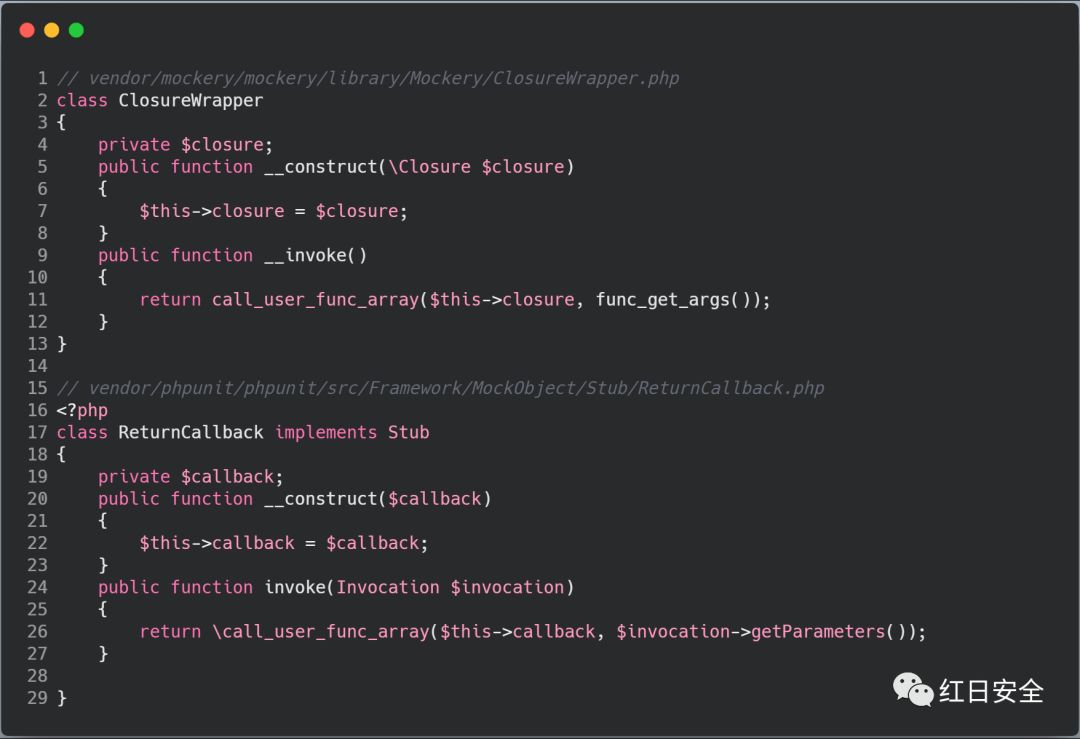 1 // vendor/mockery/mockery/library/Mockery/ClosureWrapper.php
2 class ClosureWrapper
3 {
4     private $closure;
5     public function __construct(\Closure $closure)
6     {
7         $this->closure = $closure;
8     }
9     public function __invoke()
10     {
11         return call_user_func_array($this->closure, func_get_args());
12     }
13 }
14
15 // vendor/phpunit/phpunit/src/Framework/MockObject/Stub/ReturnCallback.php
16 <?php
17 class ReturnCallback implements Stub
18 {
19     private $callback;
20     public function __construct($callback)
21     {
22         $this->callback = $callback;
23     }
24     public function invoke(Invocation $invocation)
25     {
26         return \call_user_func_array($this->callback, $invocation->getParameters());
27     }
28
29 }
红日安全